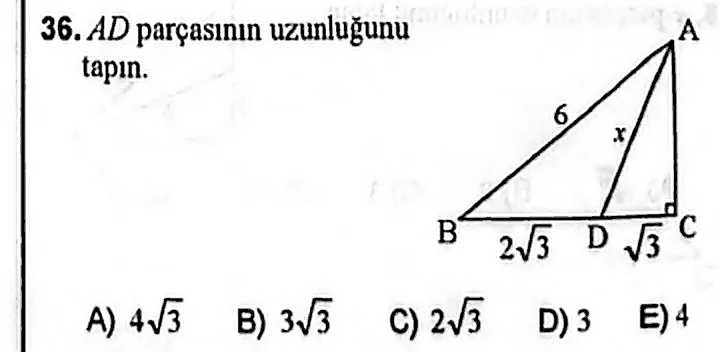 36. AD parçasının uzunluğunu
tapın.
A
6
x
B
2√3
D
√3
C
A) 4√3 B) 3√3 C) 2√3 D) 3 E) 4